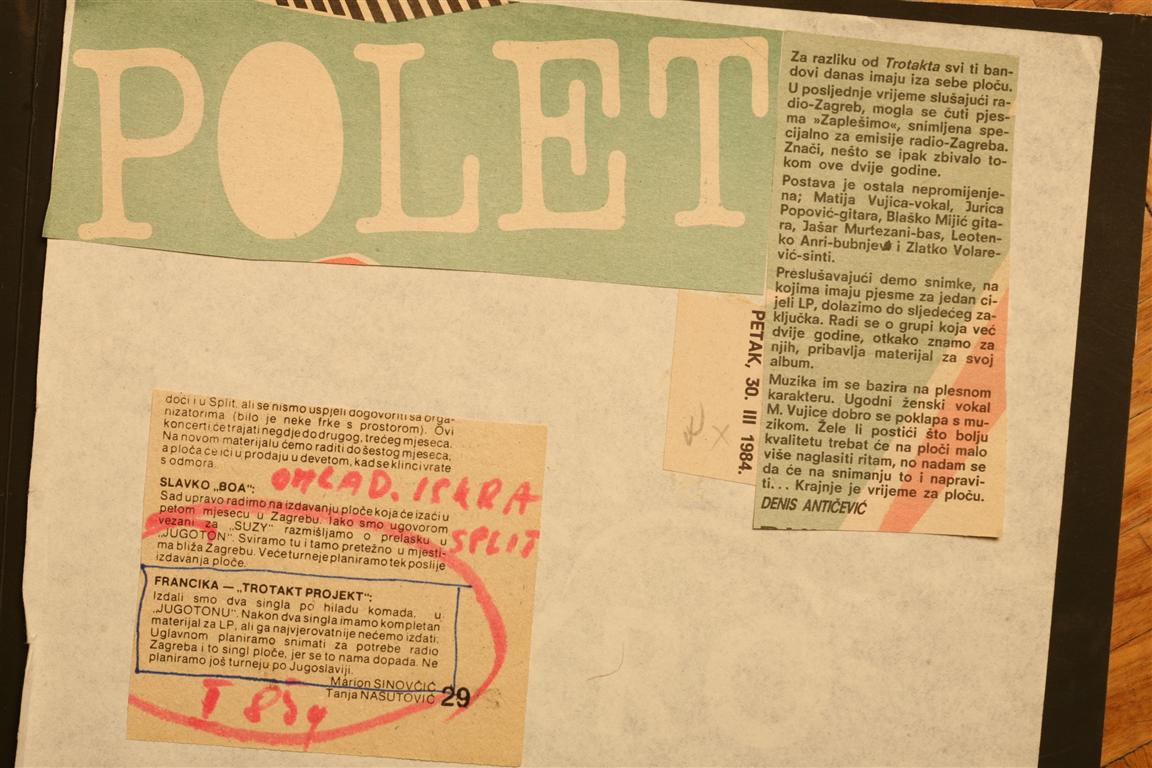 POLET
Za razliku od Trotakta svi ti ban-
dovi danas imaju iza sebe ploču.
U posljednje vrijeme slušajući ra-
dio-Zagreb, mogla se čuti pjes-
ma »Zaplešimo«, snimljena spe-
cijalno za emisije radio-Zagreba.
Znači, nešto se ipak zbivalo to-
kom ove dvije godine.
Postava je ostala nepromijenje-
na; Matija Vujica-vokal, Jurica
Popović-gitara, Blaško Mijić gita-
ra, Jašar Murtezani-bas, Leoten-
ko Anri-bubnjevi i Zlatko Volare-
vić-sinti.
Preslušavajući demo snimke, na
kojima imaju pjesme za jedan ci-
jeli LP, dolazimo do sljedećeg za-
ključka. Radi se o grupi koja već
dvije godine, otkako znamo za
njih, pribavlja materijal za svoj
album.
Muzika im se bazira na plesnom
karakteru. Ugodni ženski vokal
M. Vujice dobro se poklapa s mu-
zikom. Žele li postići što bolju
kvalitetu trebat će na ploči malo
više naglasiti ritam, no nadam se
da će na snimanju to i napravi-
ti... Krajnje je vrijeme za ploču.
DENIS ANTIČEVIĆ
PETAK, 30. III 1984.
doći i u Split, ali se nismo uspjeli dogovoriti sa orga-
nizatorima (bilo je neke frke s prostorom). Ovi
koncerti će trajati negdje do drugog, trećeg mjeseca.
Na novom materijalu ćemo raditi do šestog mjeseca,
a ploča će ići u prodaju u devetom, kad se klinci vrate
s odmora.
OMLAD. ISKRA
SPLIT
SLAVKO „BOA":
Sad upravo radimo na izdavanju ploče koja će izaći u
petom mjesecu u Zagrebu. Iako smo ugovorom
vezani za „SUZY" razmišljamo o prelasku u
„JUGOTON". Sviramo tu i tamo pretežno u mjesti-
ma bliža Zagrebu. Veće turneje planiramo tek poslije
izdavanja ploče.
FRANCIKA — „TROTAKT PROJEKT":
Izdali smo dva singla po hiladu komada, u
„JUGOTONU". Nakon dva singla imamo kompletan
materijal za LP, ali ga najvjerovatnije nećemo izdati.
Uglavnom planiramo snimati za potrebe radio
Zagreba i to singl ploče, jer se to nama dopada. Ne
planiramo još turneju po Jugoslaviji.
Marion SINOVČIĆ
Tanja NASUTOVIĆ 29